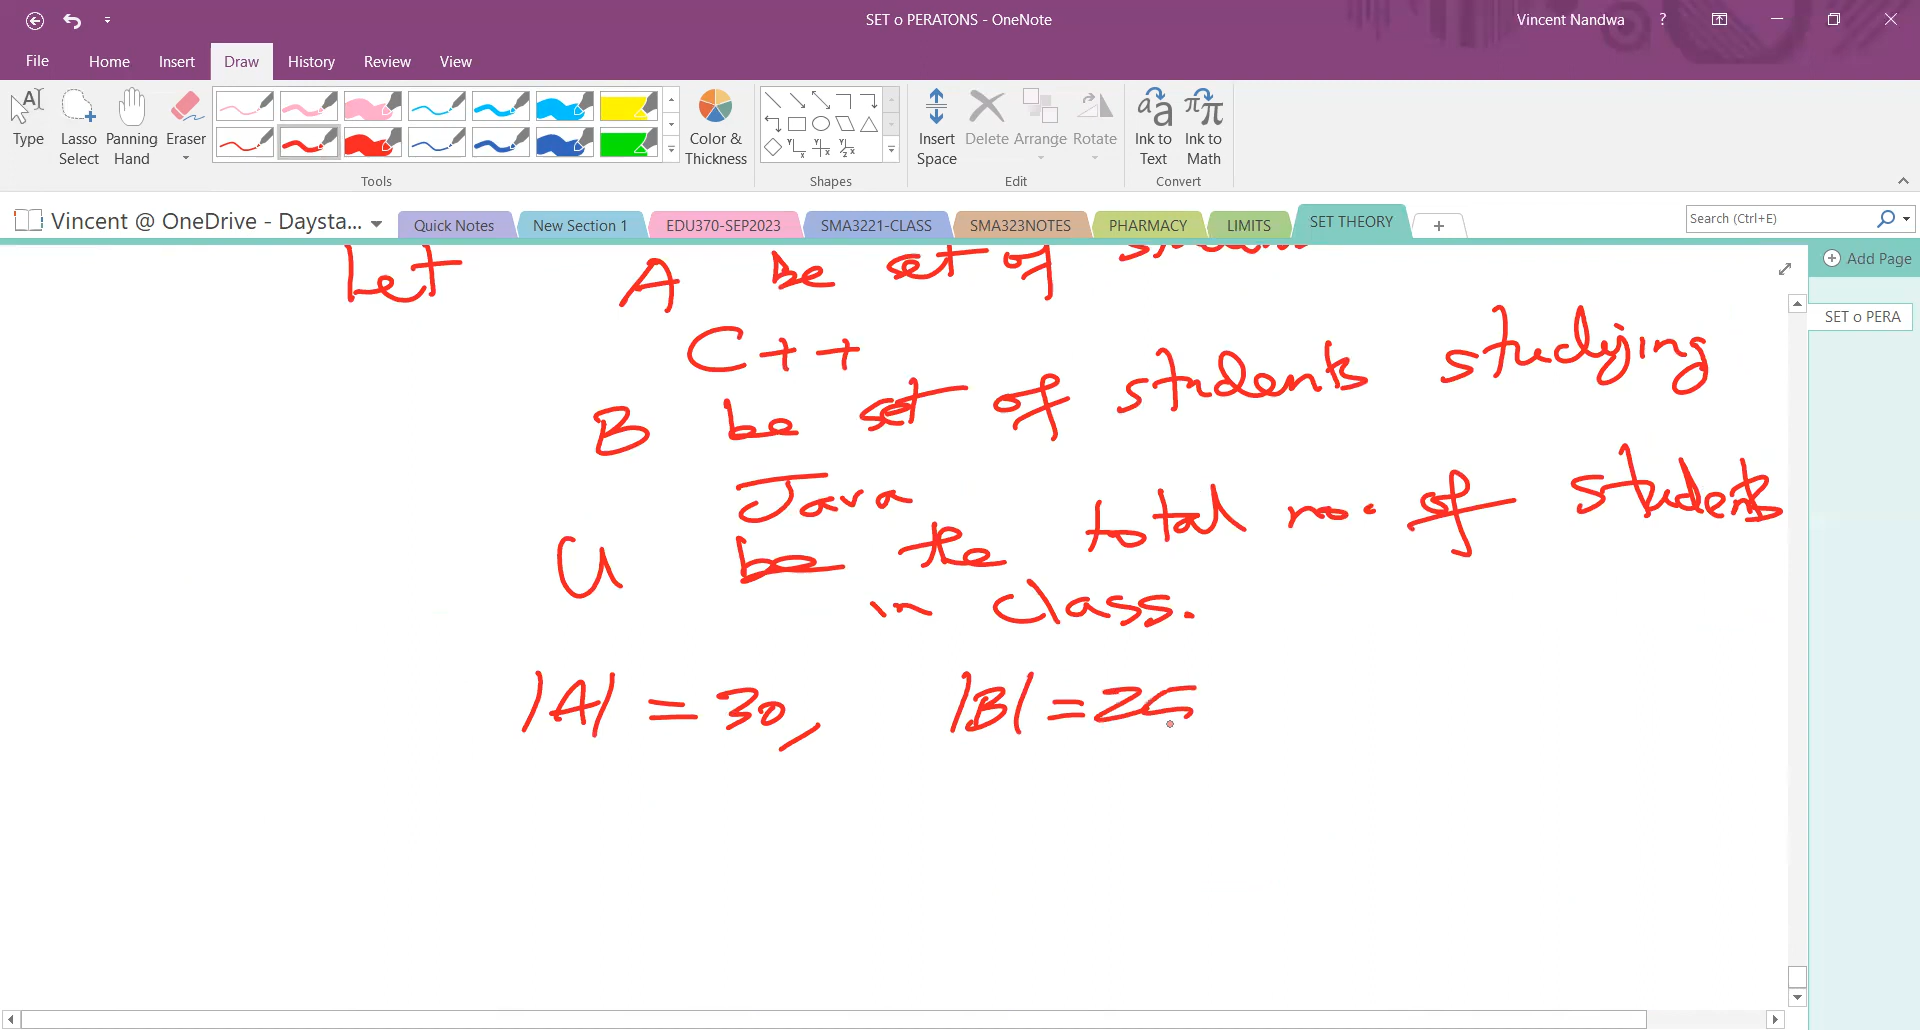 SET o PERATONS - OneNote
Vincent Nandwa
?
File Home Insert Draw History Review View
Type
Lasso Select
Panning Hand
Eraser
Color & Thickness
Insert Space
Delete
Arrange
Rotate
Ink to Text
Ink to Math
Tools
Shapes
Edit
Convert
Vincent @ OneDrive - Daysta...
Quick Notes
New Section 1
EDU370-SEP2023
SMA3221-CLASS
SMA323NOTES
PHARMACY
LIMITS
SET THEORY
+
Search (Ctrl+E)
Add Page
SET o PERA
Let A be set of
C++
B be set of students studying
Java
U be the total no. of students
in class.
|A| = 30, |B| = 25